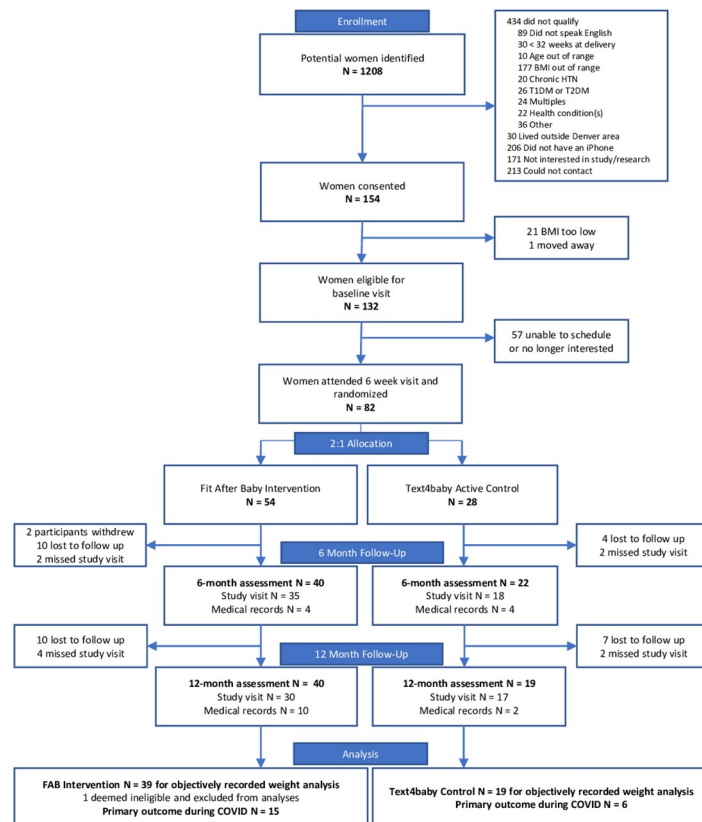 Enrollment
Potential women identified
N = 1208
434 did not qualify
89 Did not speak English
30 < 32 weeks at delivery
10 Age out of range
177 BMI out of range
20 Chronic HTN
26 T1DM or T2DM
24 Multiples
22 Health condition(s)
36 Other
30 Lived outside Denver area
206 Did not have an iPhone
171 Not interested in study/research
213 Could not contact
Women consented
N = 154
21 BMI too low
1 moved away
Women eligible for
baseline visit
N = 132
57 unable to schedule
or no longer interested
Women attended 6 week visit and
randomized
N = 82
2:1 Allocation
Fit After Baby Intervention
N = 54
Text4baby Active Control
N = 28
2 participants withdrew
10 lost to follow up
2 missed study visit
4 lost to follow up
2 missed study visit
6 Month Follow-Up
6-month assessment N = 40
Study visit N = 35
Medical records N = 4
6-month assessment N = 22
Study visit N = 18
Medical records N = 4
10 lost to follow up
4 missed study visit
7 lost to follow up
2 missed study visit
12 Month Follow-Up
12-month assessment N = 40
Study visit N = 30
Medical records N = 10
12-month assessment N = 19
Study visit N = 17
Medical records N = 2
Analysis
FAB Intervention N = 39 for objectively recorded weight analysis
1 deemed ineligible and excluded from analyses
Primary outcome during COVID N = 15
Text4baby Control N = 19 for objectively recorded weight analysis
Primary outcome during COVID N = 6